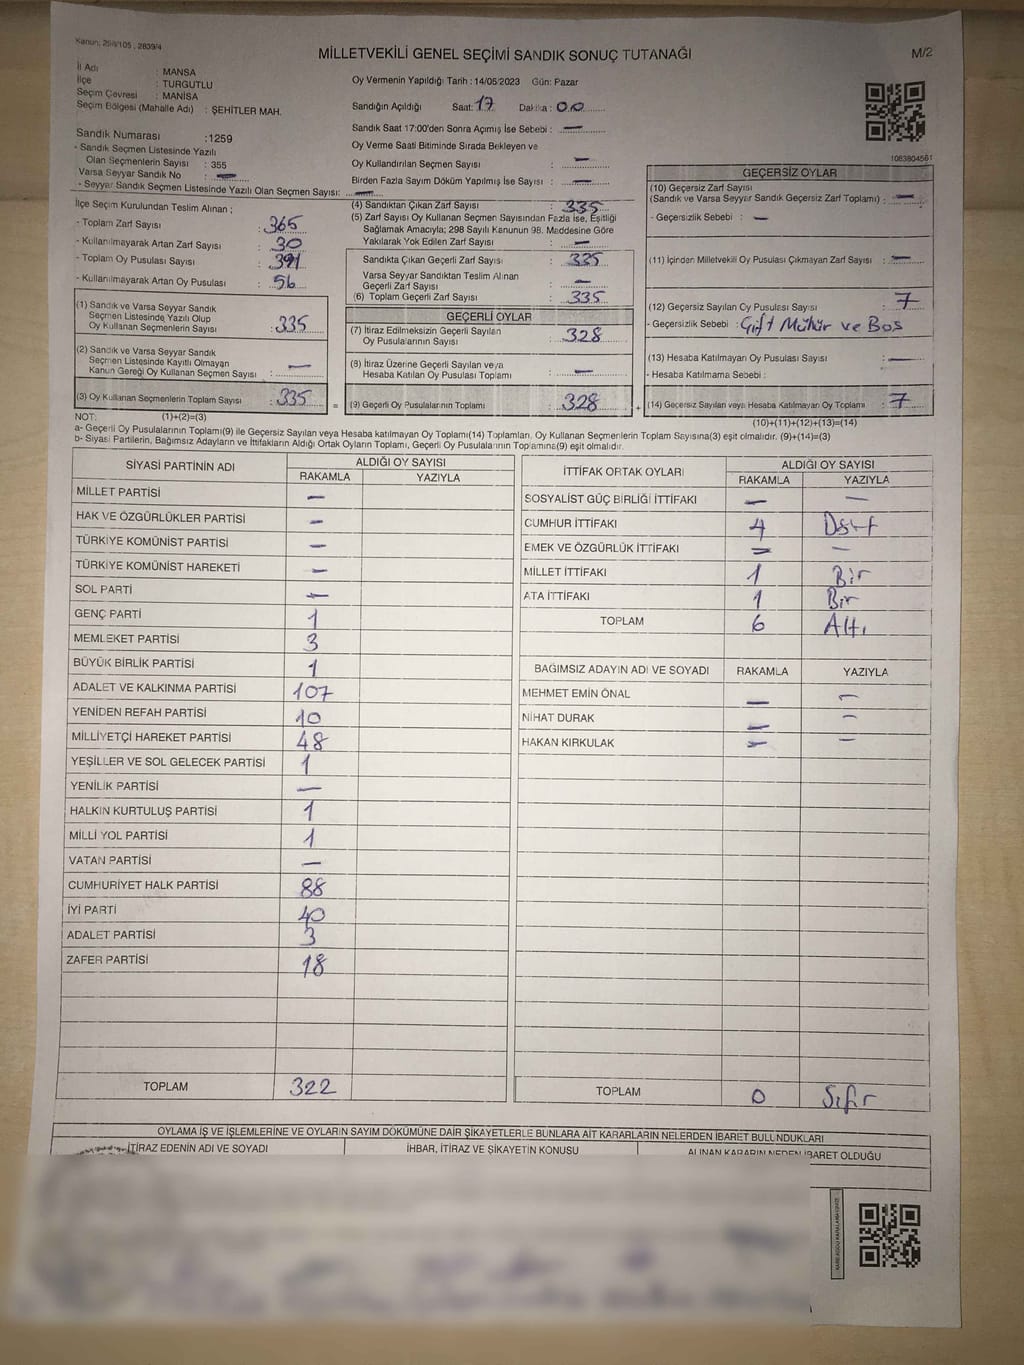 Kanun, 298/105 , 2839/4
MİLLETVEKİLİ GENEL SEÇİMİ SANDIK SONUÇ TUTANAĞI
M/2
İl Adı : MANSA
İlçe : TURGUTLU
Seçim Çevresi : MANİSA
Seçim Bölgesi (Mahalle Adı) : ŞEHİTLER MAH.
Oy Vermenin Yapıldığı Tarih : 14/05/2023 Gün: Pazar
Sandığın Açıldığı Saat: 17 Dakika : 00
Sandık Saat 17:00'den Sonra Açımış İse Sebebi : —
Sandık Numarası :1259
- Sandık Seçmen Listesinde Yazılı
Olan Seçmenlerin Sayısı : 355
Varsa Seyyar Sandık No —
- Seyyar Sandık Seçmen Listesinde Yazılı Olan Seçmen Sayısı: —
Oy Verme Saati Bitiminde Sırada Bekleyen ve
Oy Kullandırılan Seçmen Sayısı : —
Birden Fazla Sayım Döküm Yapılmış İse Sayısı : —
1083804561
İlçe Seçim Kurulundan Teslim Alınan ;
- Toplam Zarf Sayısı : 365
- Kullanılmayarak Artan Zarf Sayısı : 30
- Toplam Oy Pusulası Sayısı : 391
- Kullanılmayarak Artan Oy Pusulası : 56
(1) Sandık ve Varsa Seyyar Sandık
Seçmen Listesinde Yazılı Olup
Oy Kullanan Seçmenlerin Sayısı : 335
(2) Sandık ve Varsa Seyyar Sandık
Seçmen Listesinde Kayıtlı Olmayan
Kanun Gereği Oy Kullanan Seçmen Sayısı : —
(3) Oy Kullanan Seçmenlerin Toplam Sayısı : 335
(4) Sandıktan Çıkan Zarf Sayısı : 335
(5) Zarf Sayısı Oy Kullanan Seçmen Sayısından Fazla İse, Eşitliği
Sağlamak Amacıyla; 298 Sayılı Kanunun 98. Maddesine Göre
Yakılarak Yok Edilen Zarf Sayısı : —
Sandıkta Çıkan Geçerli Zarf Sayısı : 335
Varsa Seyyar Sandıktan Teslim Alınan
Geçerli Zarf Sayısı : —
(6) Toplam Geçerli Zarf Sayısı : 335
GEÇERLİ OYLAR
(7) İtiraz Edilmeksizin Geçerli Sayılan
Oy Pusulalarının Sayısı : 328
(8) İtiraz Üzerine Geçerli Sayılan veya
Hesaba Katılan Oy Pusulası Toplamı : —
= (9) Geçerli Oy Pusulalarının Toplamı : 328
GEÇERSİZ OYLAR
(10) Geçersiz Zarf Sayısı
(Sandık ve Varsa Seyyar Sandık Geçersiz Zarf Toplamı) : —
- Geçersizlik Sebebi : —
(11) İçinden Milletvekili Oy Pusulası Çıkmayan Zarf Sayısı : —
(12) Geçersiz Sayılan Oy Pusulası Sayısı : 7
- Geçersizlik Sebebi : Çift Mühür ve Bos
(13) Hesaba Katılmayan Oy Pusulası Sayısı : —
- Hesaba Katılmama Sebebi :
+ (14) Geçersiz Sayılan veya Hesaba Katılmayan Oy Toplamı : 7
NOT: (1)+(2)=(3)
(10)+(11)+(12)+(13)=(14)
a- Geçerli Oy Pusulalarının Toplamı(9) ile Geçersiz Sayılan veya Hesaba katılmayan Oy Toplamı(14) Toplamları, Oy Kullanan Seçmenlerin Toplam Sayısına(3) eşit olmalıdır. (9)+(14)=(3)
b- Siyasi Partilerin, Bağımsız Adayların ve İttifakların Aldığı Ortak Oyların Toplamı, Geçerli Oy Pusulalarının Toplamına(9) eşit olmalıdır.
SİYASİ PARTİNİN ADI ALDIĞI OY SAYISI
RAKAMLA YAZIYLA
MİLLET PARTİSİ —
HAK VE ÖZGÜRLÜKLER PARTİSİ —
TÜRKİYE KOMÜNİST PARTİSİ —
TÜRKİYE KOMÜNİST HAREKETİ —
SOL PARTİ —
GENÇ PARTİ 1
MEMLEKET PARTİSİ 3
BÜYÜK BİRLİK PARTİSİ 1
ADALET VE KALKINMA PARTİSİ 107
YENİDEN REFAH PARTİSİ 10
MİLLİYETÇİ HAREKET PARTİSİ 48
YEŞİLLER VE SOL GELECEK PARTİSİ 1
YENİLİK PARTİSİ —
HALKIN KURTULUŞ PARTİSİ 1
MİLLİ YOL PARTİSİ 1
VATAN PARTİSİ —
CUMHURİYET HALK PARTİSİ 88
İYİ PARTİ 40
ADALET PARTİSİ 3
ZAFER PARTİSİ 18
TOPLAM 322
İTTİFAK ORTAK OYLARI ALDIĞI OY SAYISI
RAKAMLA YAZIYLA
SOSYALİST GÜÇ BİRLİĞİ İTTİFAKI — —
CUMHUR İTTİFAKI 4 Dört
EMEK VE ÖZGÜRLÜK İTTİFAKI — —
MİLLET İTTİFAKI 1 Bir
ATA İTTİFAKI 1 Bir
TOPLAM 6 Altı
BAĞIMSIZ ADAYIN ADI VE SOYADI RAKAMLA YAZIYLA
MEHMET EMİN ÖNAL — —
NİHAT DURAK — —
HAKAN KIRKULAK — —
TOPLAM 0 Sıfır
OYLAMA İŞ VE İŞLEMLERİNE VE OYLARIN SAYIM DÖKÜMÜNE DAİR ŞİKAYETLERLE BUNLARA AİT KARARLARIN NELERDEN İBARET BULUNDUKLARI
İTİRAZ EDENİN ADI VE SOYADI İHBAR, İTİRAZ VE ŞİKAYETİN KONUSU ALINAN KARARIN NEDEN İBARET OLDUĞU